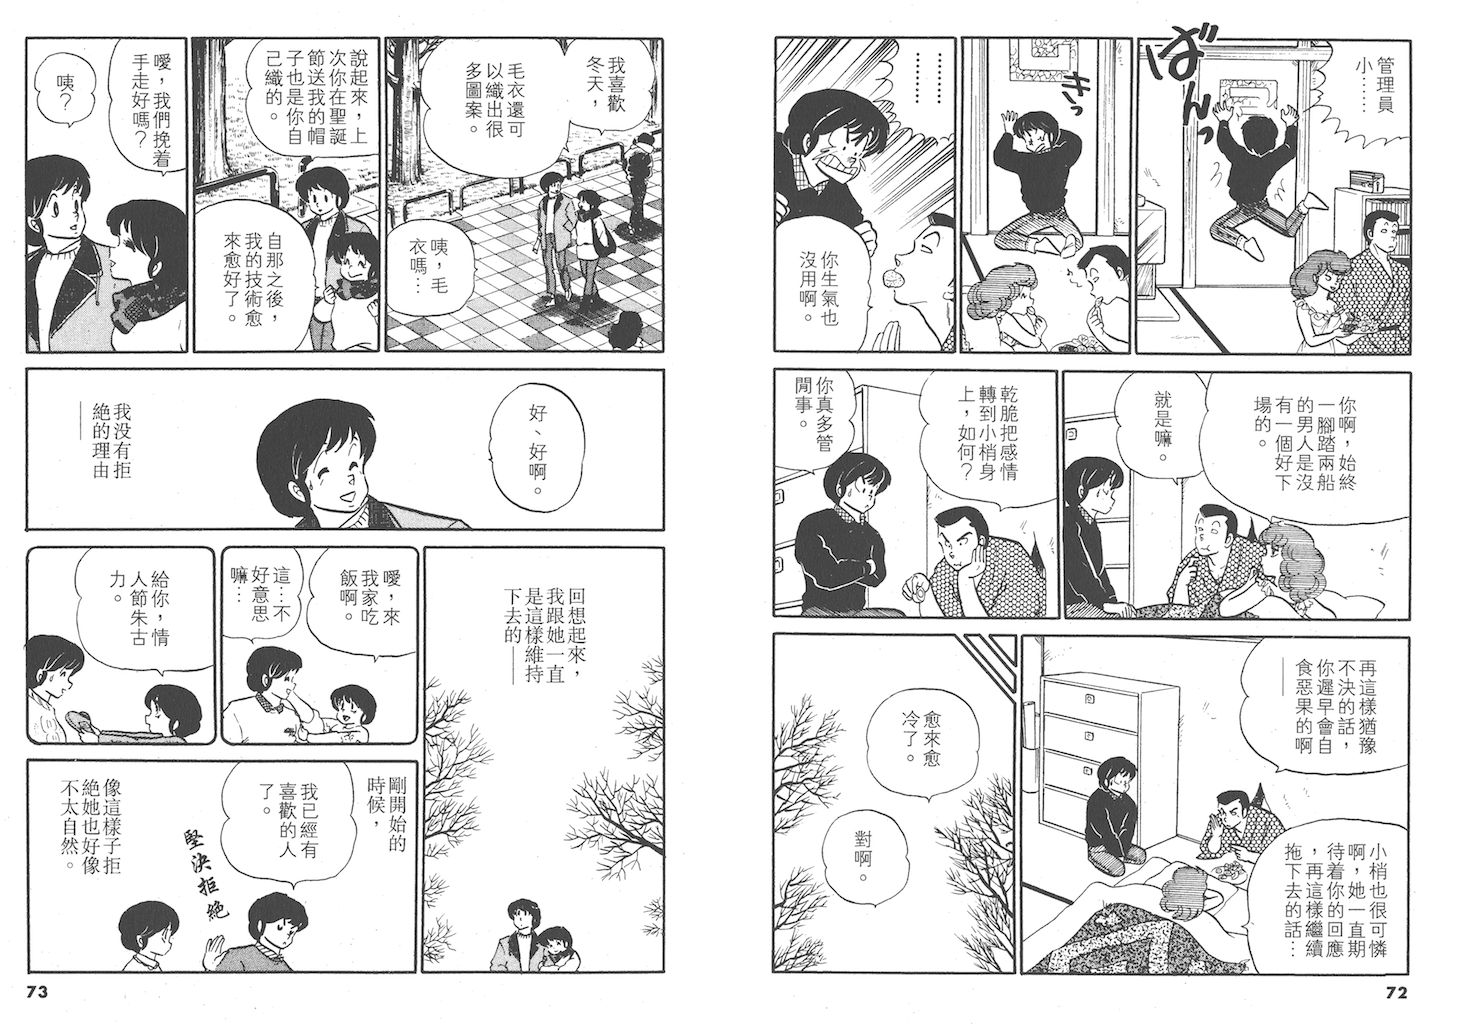 管理員
小……
ばんっ
きっ
………
………
你生氣也
沒用啊。
你啊，始終
一腳踏兩船
的男人是沒
有一個好下
場的。
就是嘛。
乾脆把感情
轉到小梢身
上，如何？
你真多管
閒事。
再這樣猶豫
不決的話，
你遲早會自
食惡果的啊
——
小梢也很可憐
啊，她一直期
待着你的回應
，再這樣繼續
拖下去的話…
愈來愈
冷了。
對啊。
72
我喜歡
冬天，
毛衣還可
以織出很
多圖案。
咦，毛
衣嗎…
說起來，上
次你在聖誕
節送我的帽
子也是你自
己織的。
自那之後，
我的技術愈
來愈好了。
噯，我們挽着
手走好嗎？
咦？
好、好啊。
我沒有拒
絕的理由
——
回想起來，
我跟她一直
是這樣維持
下去的——
噯，來
我家吃
飯啊。
這…不
好意思
嘛…
給你，情
人節朱古
力。
剛開始的
時候，
我已經有
喜歡的人
了。
堅決拒絕
像這樣子拒
絕她也好像
不太自然。
73